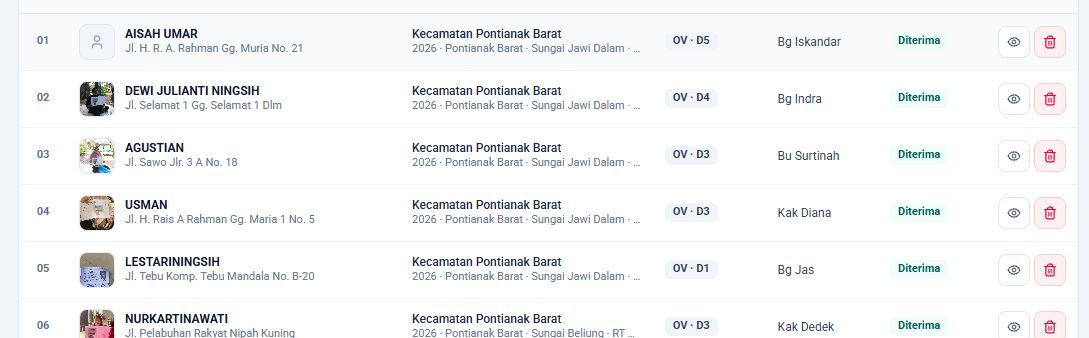 01
AISAH UMAR
Jl. H. R. A. Rahman Gg. Muria No. 21
Kecamatan Pontianak Barat
2026 · Pontianak Barat · Sungai Jawi Dalam · ...
OV · D5
Bg Iskandar
Diterima
02
DEWI JULIANTI NINGSIH
Jl. Selamat 1 Gg. Selamat 1 Dlm
Kecamatan Pontianak Barat
2026 · Pontianak Barat · Sungai Jawi Dalam · ...
OV · D4
Bg Indra
Diterima
03
AGUSTIAN
Jl. Sawo Jlr. 3 A No. 18
Kecamatan Pontianak Barat
2026 · Pontianak Barat · Sungai Jawi Dalam · ...
OV · D3
Bu Surtinah
Diterima
04
USMAN
Jl. H. Rais A Rahman Gg. Maria 1 No. 5
Kecamatan Pontianak Barat
2026 · Pontianak Barat · Sungai Jawi Dalam · ...
OV · D3
Kak Diana
Diterima
05
LESTARININGSIH
Jl. Tebu Komp. Tebu Mandala No. B-20
Kecamatan Pontianak Barat
2026 · Pontianak Barat · Sungai Jawi Dalam · ...
OV · D1
Bg Jas
Diterima
06
NURKARTINAWATI
Jl. Pelabuhan Rakyat Nipah Kuning
Kecamatan Pontianak Barat
2026 · Pontianak Barat · Sungai Beliung · RT ...
OV · D3
Kak Dedek
Diterima